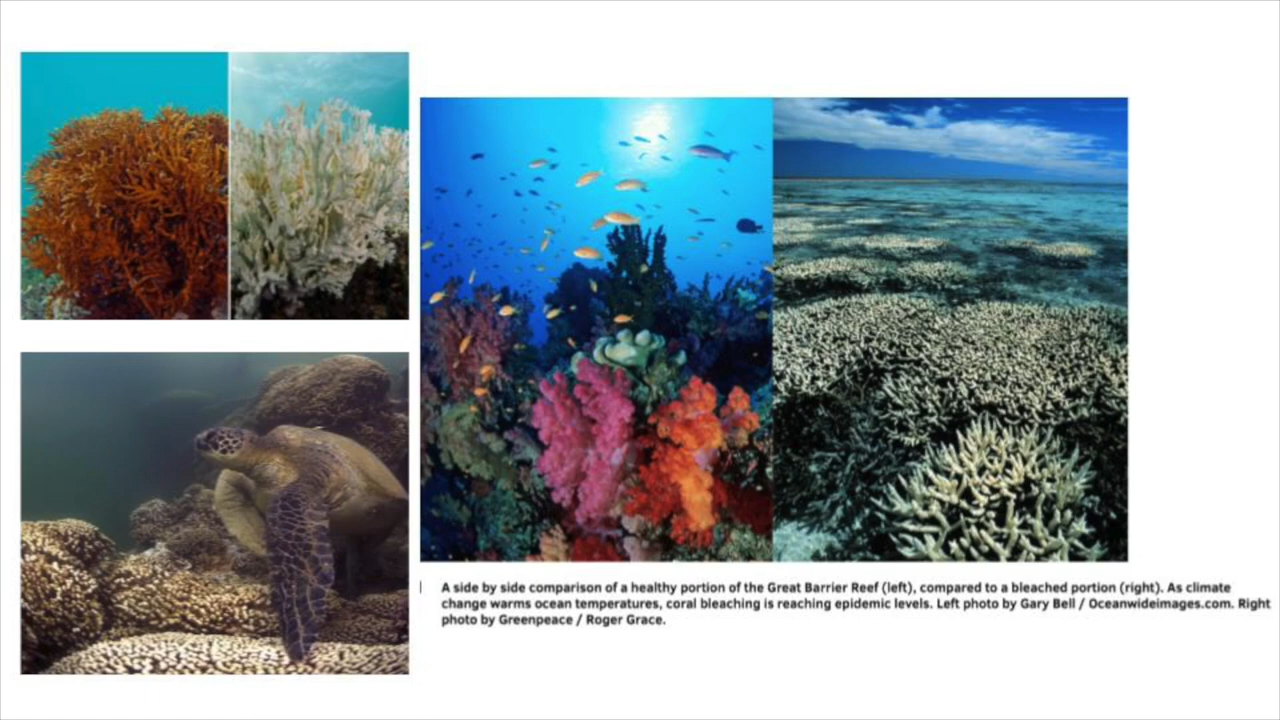 A side by side comparison of a healthy portion of the Great Barrier Reef (left), compared to a bleached portion (right). As climate
change warms ocean temperatures, coral bleaching is reaching epidemic levels. Left photo by Gary Bell / Oceanwideimages.com. Right
photo by Greenpeace / Roger Grace.